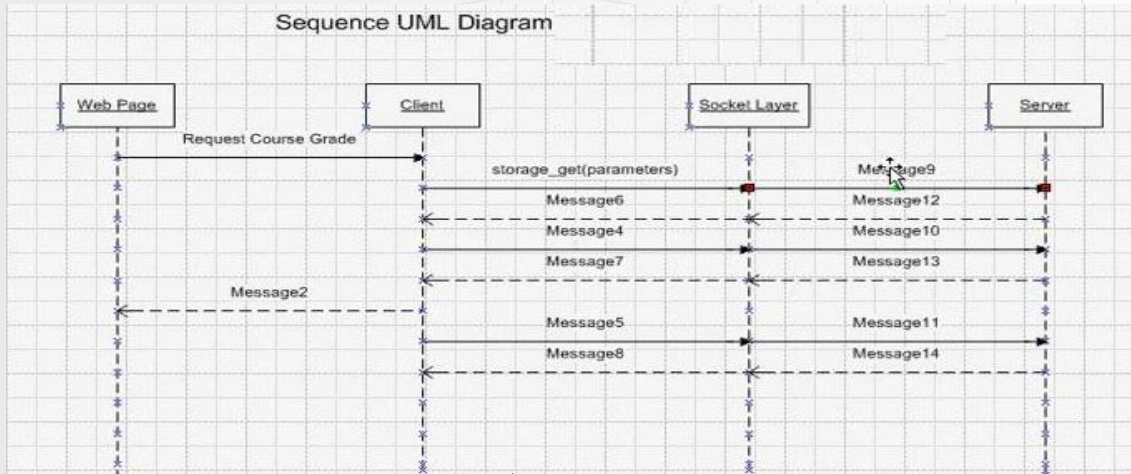 Sequence UML Diagram
Web Page
Client
Socket Layer
Server
Request Course Grade
storage_get(parameters)
Message9
Message6
Message12
Message4
Message10
Message7
Message13
Message2
Message5
Message11
Message8
Message14